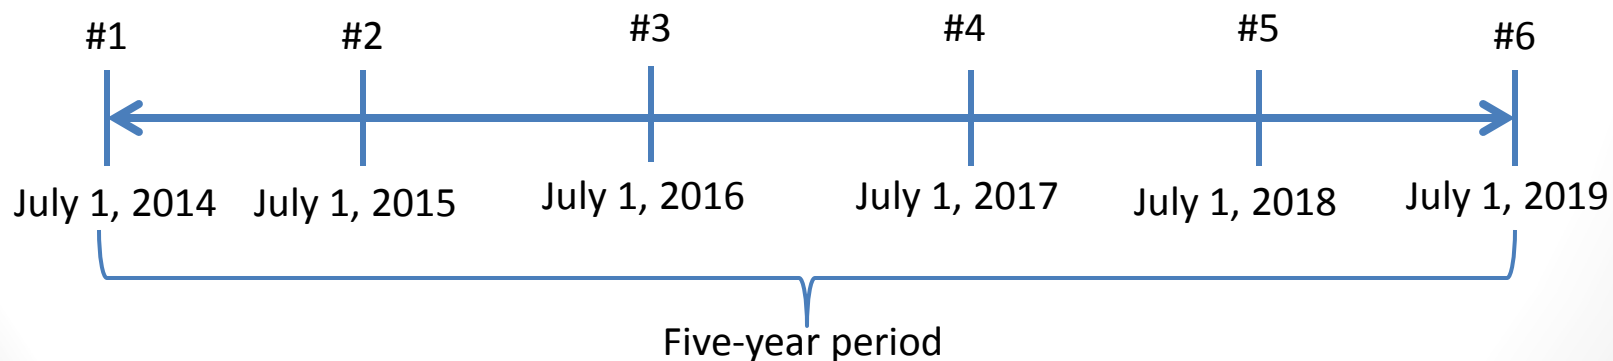 #1 #2 #3 #4 #5 #6
July 1, 2014 July 1, 2015 July 1, 2016 July 1, 2017 July 1, 2018 July 1, 2019
Five-year period